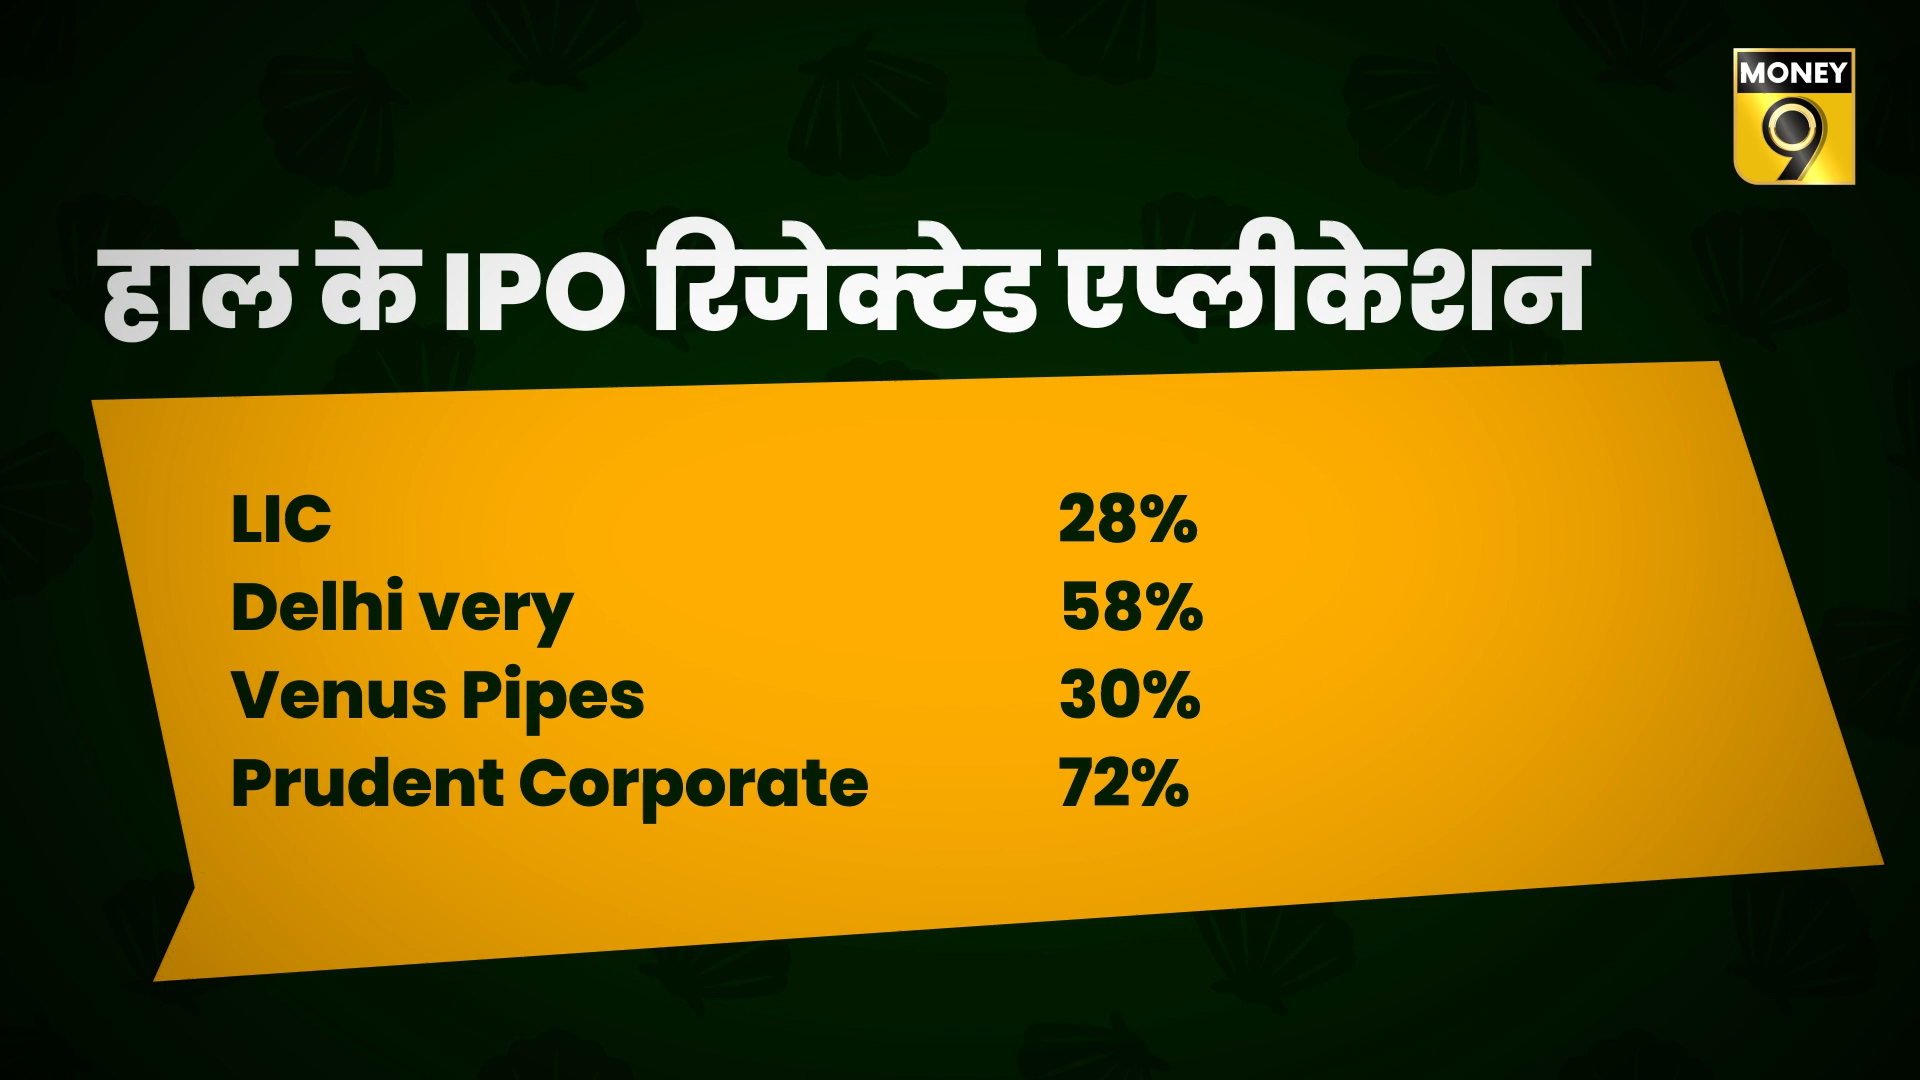 MONEY
9
हाल के IPO रिजेक्टेड एप्लीकेशन
LIC 28%
Delhi very 58%
Venus Pipes 30%
Prudent Corporate 72%